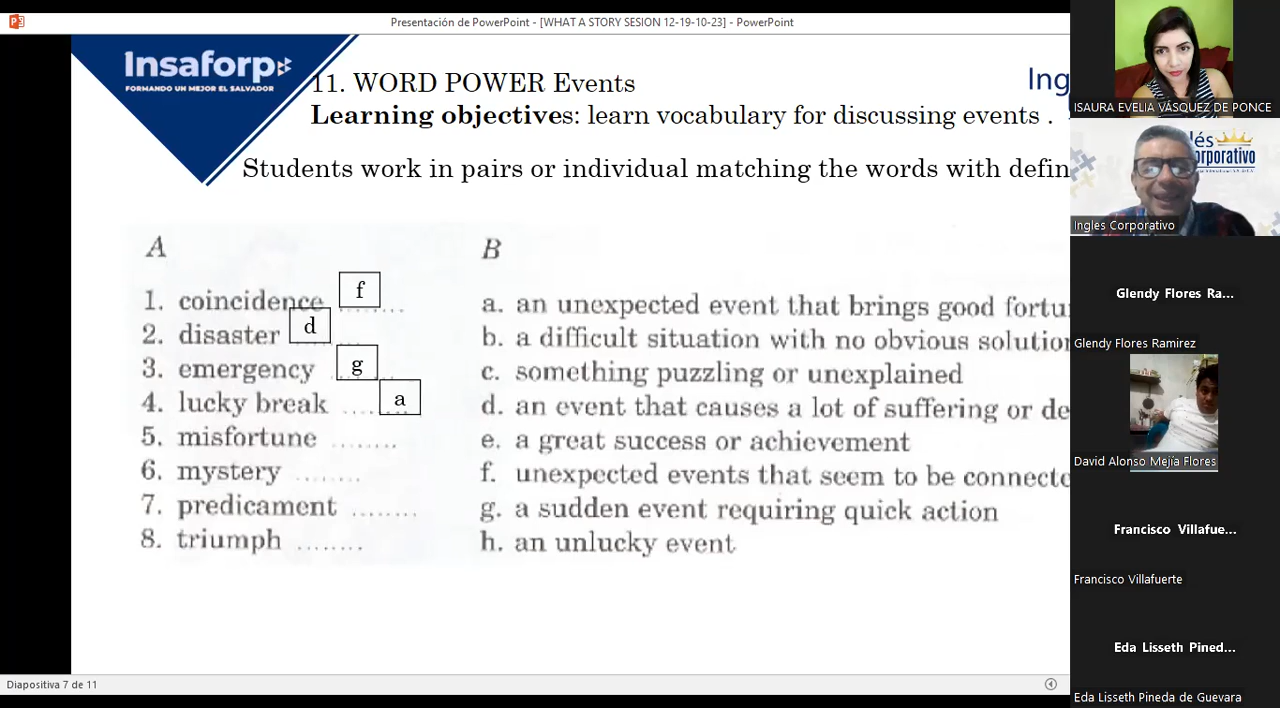 Presentación de PowerPoint - [WHAT A STORY SESION 12-19-10-23] - PowerPoint
Insaforp
FORMANDO UN MEJOR EL SALVADOR
11. WORD POWER Events
Learning objectives: learn vocabulary for discussing events .
Ing
Students work in pairs or individual matching the words with defin
A
1. coincidence f
2. disaster d
3. emergency g
4. lucky break a
5. misfortune ........
6. mystery ........
7. predicament ........
8. triumph ........
B
a. an unexpected event that brings good fortu
b. a difficult situation with no obvious solution
c. something puzzling or unexplained
d. an event that causes a lot of suffering or de
e. a great success or achievement
f. unexpected events that seem to be connecte
g. a sudden event requiring quick action
h. an unlucky event
Diapositiva 7 de 11
ISAURA EVELIA VÁSQUEZ DE PONCE
lés
orporativo
Ingles Corporativo
Glendy Flores Ra...
Glendy Flores Ramirez
David Alonso Mejía Flores
Francisco Villafue...
Francisco Villafuerte
Eda Lisseth Pined...
Eda Lisseth Pineda de Guevara